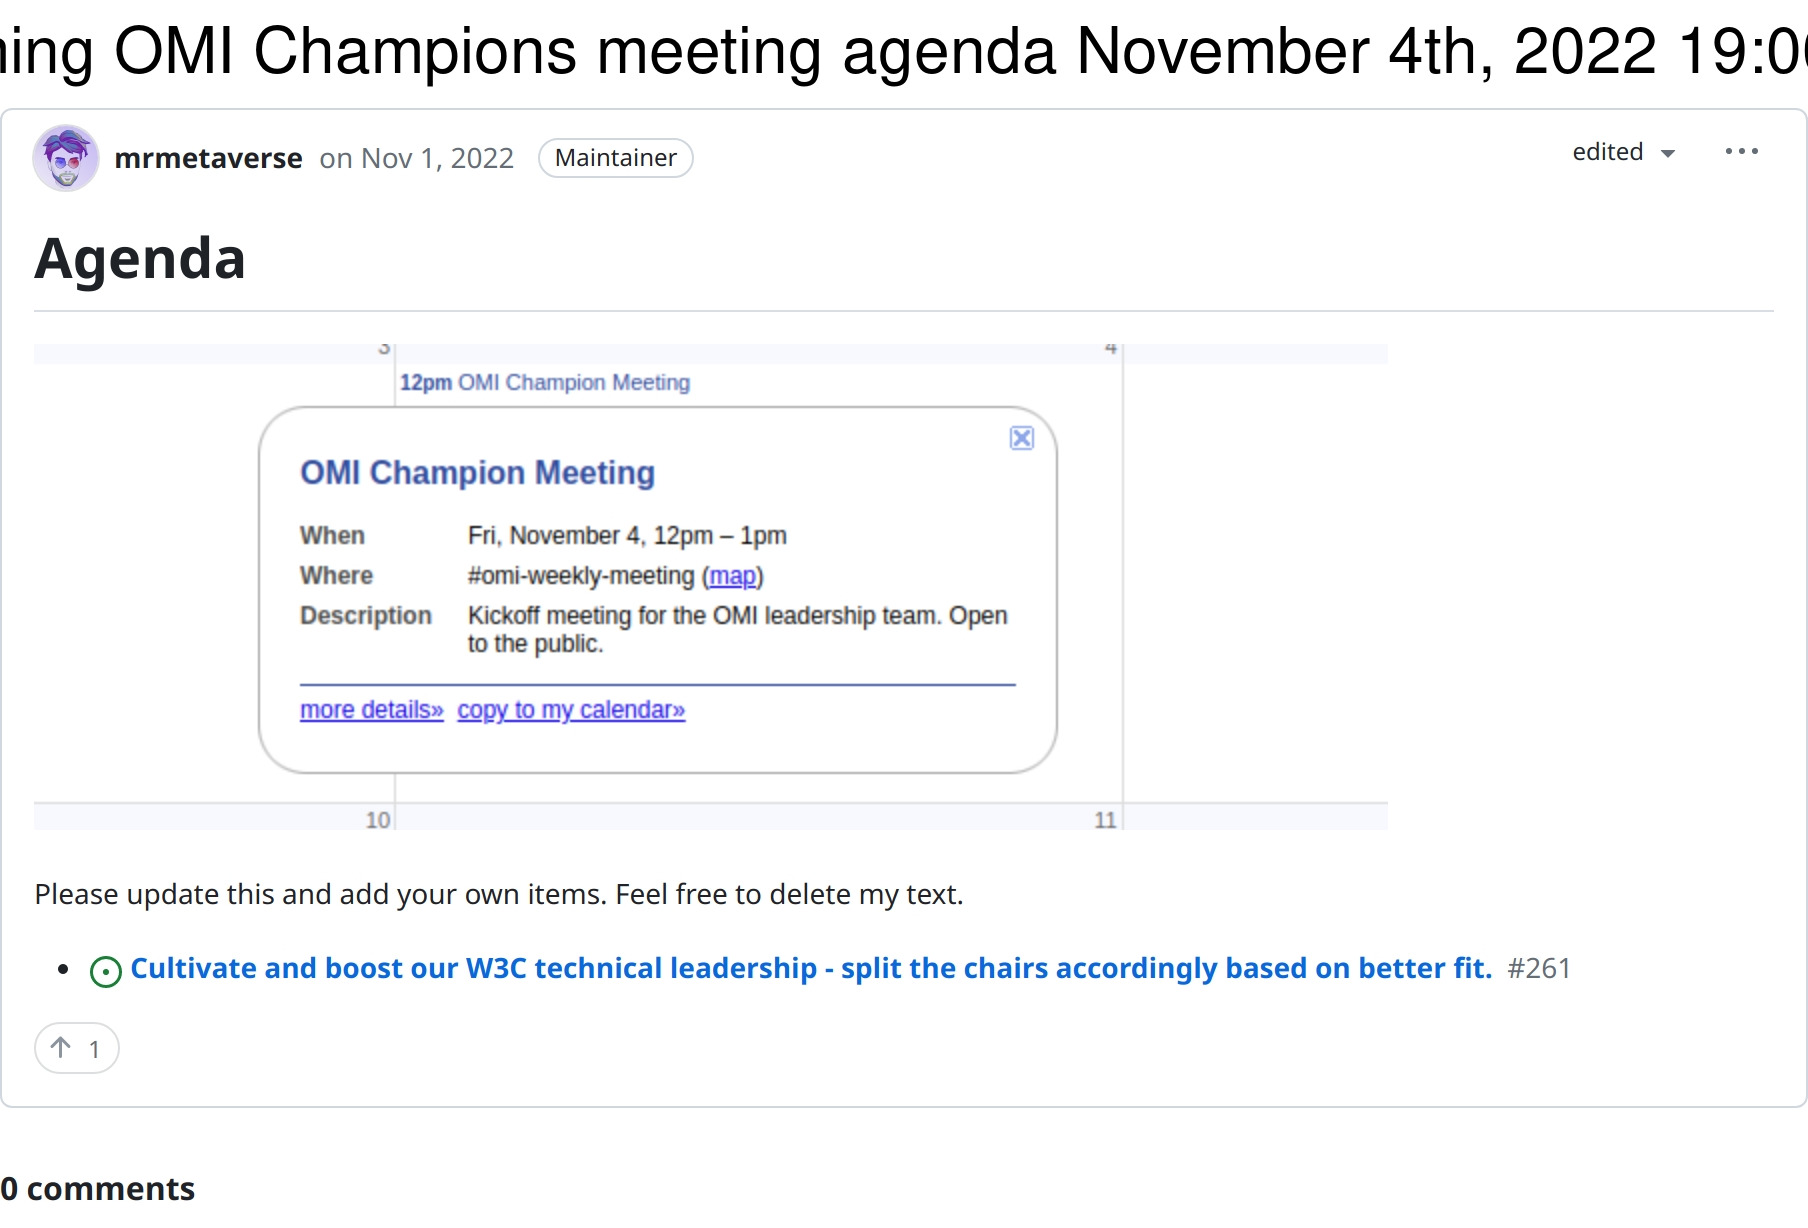 OMI Champions meeting agenda November 4th, 2022
mrmetaverse on Nov 1, 2022 Maintainer edited
Agenda
3 4
12pm OMI Champion Meeting
OMI Champion Meeting
When Fri, November 4, 12pm – 1pm
Where #omi-weekly-meeting (map)
Description Kickoff meeting for the OMI leadership team. Open
to the public.
more details» copy to my calendar»
10 11
Please update this and add your own items. Feel free to delete my text.
• Cultivate and boost our W3C technical leadership - split the chairs accordingly based on better fit. #261
1
0 comments